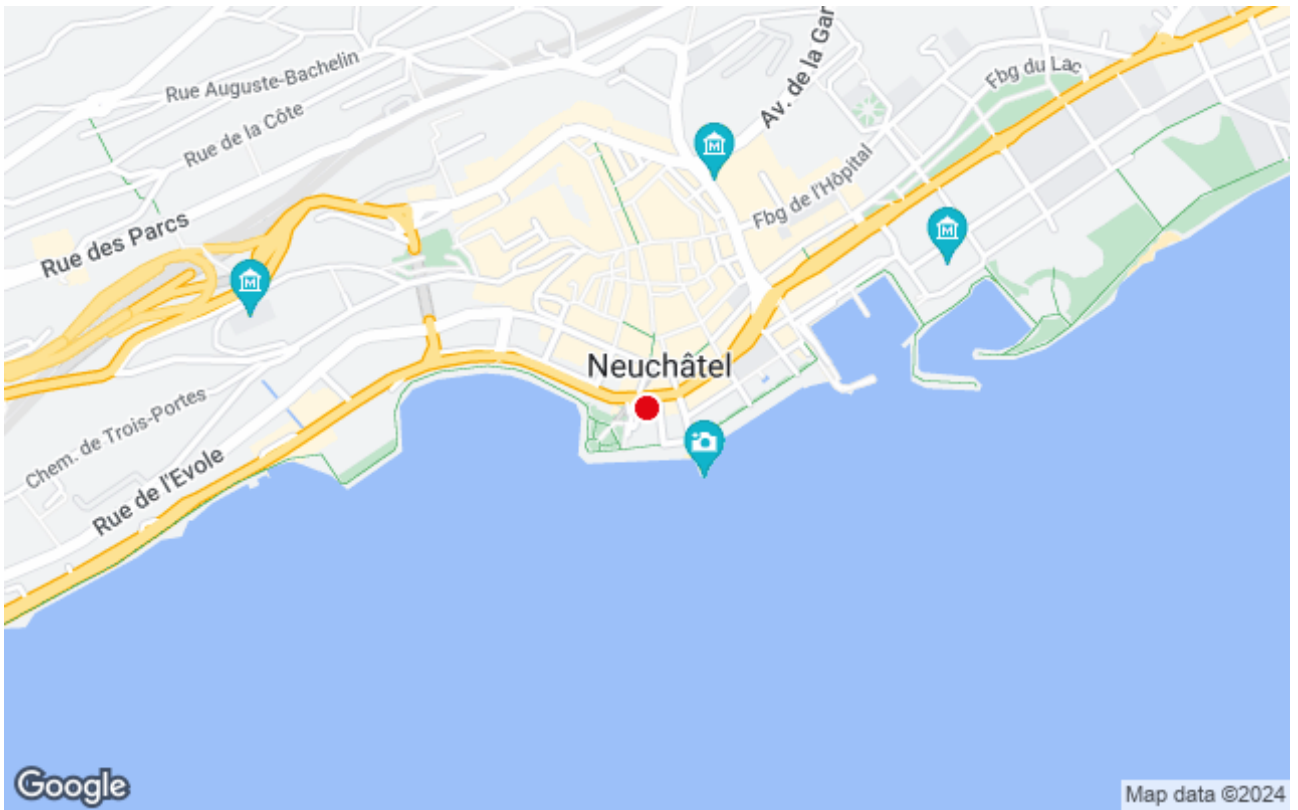 Rue Auguste-Bachelin
Av. de la Gar
Fbg du Lac
Rue de la Côte
Fbg de l'Hôpital
Rue des Parcs
Neuchâtel
Chem. de Trois-Portes
Rue de l'Evole
Google
Map data ©2024